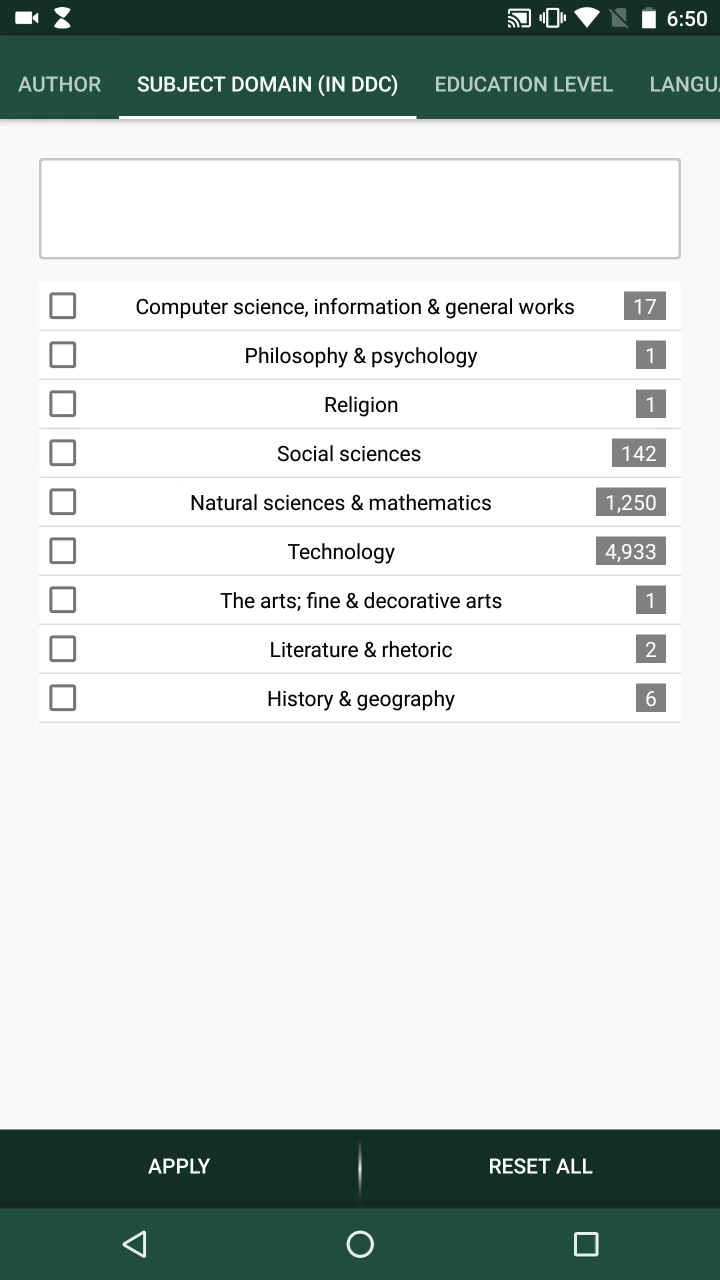 6:50
AUTHOR SUBJECT DOMAIN (IN DDC) EDUCATION LEVEL LANGUA
Computer science, information & general works 17
Philosophy & psychology 1
Religion 1
Social sciences 142
Natural sciences & mathematics 1,250
Technology 4,933
The arts; fine & decorative arts 1
Literature & rhetoric 2
History & geography 6
APPLY RESET ALL